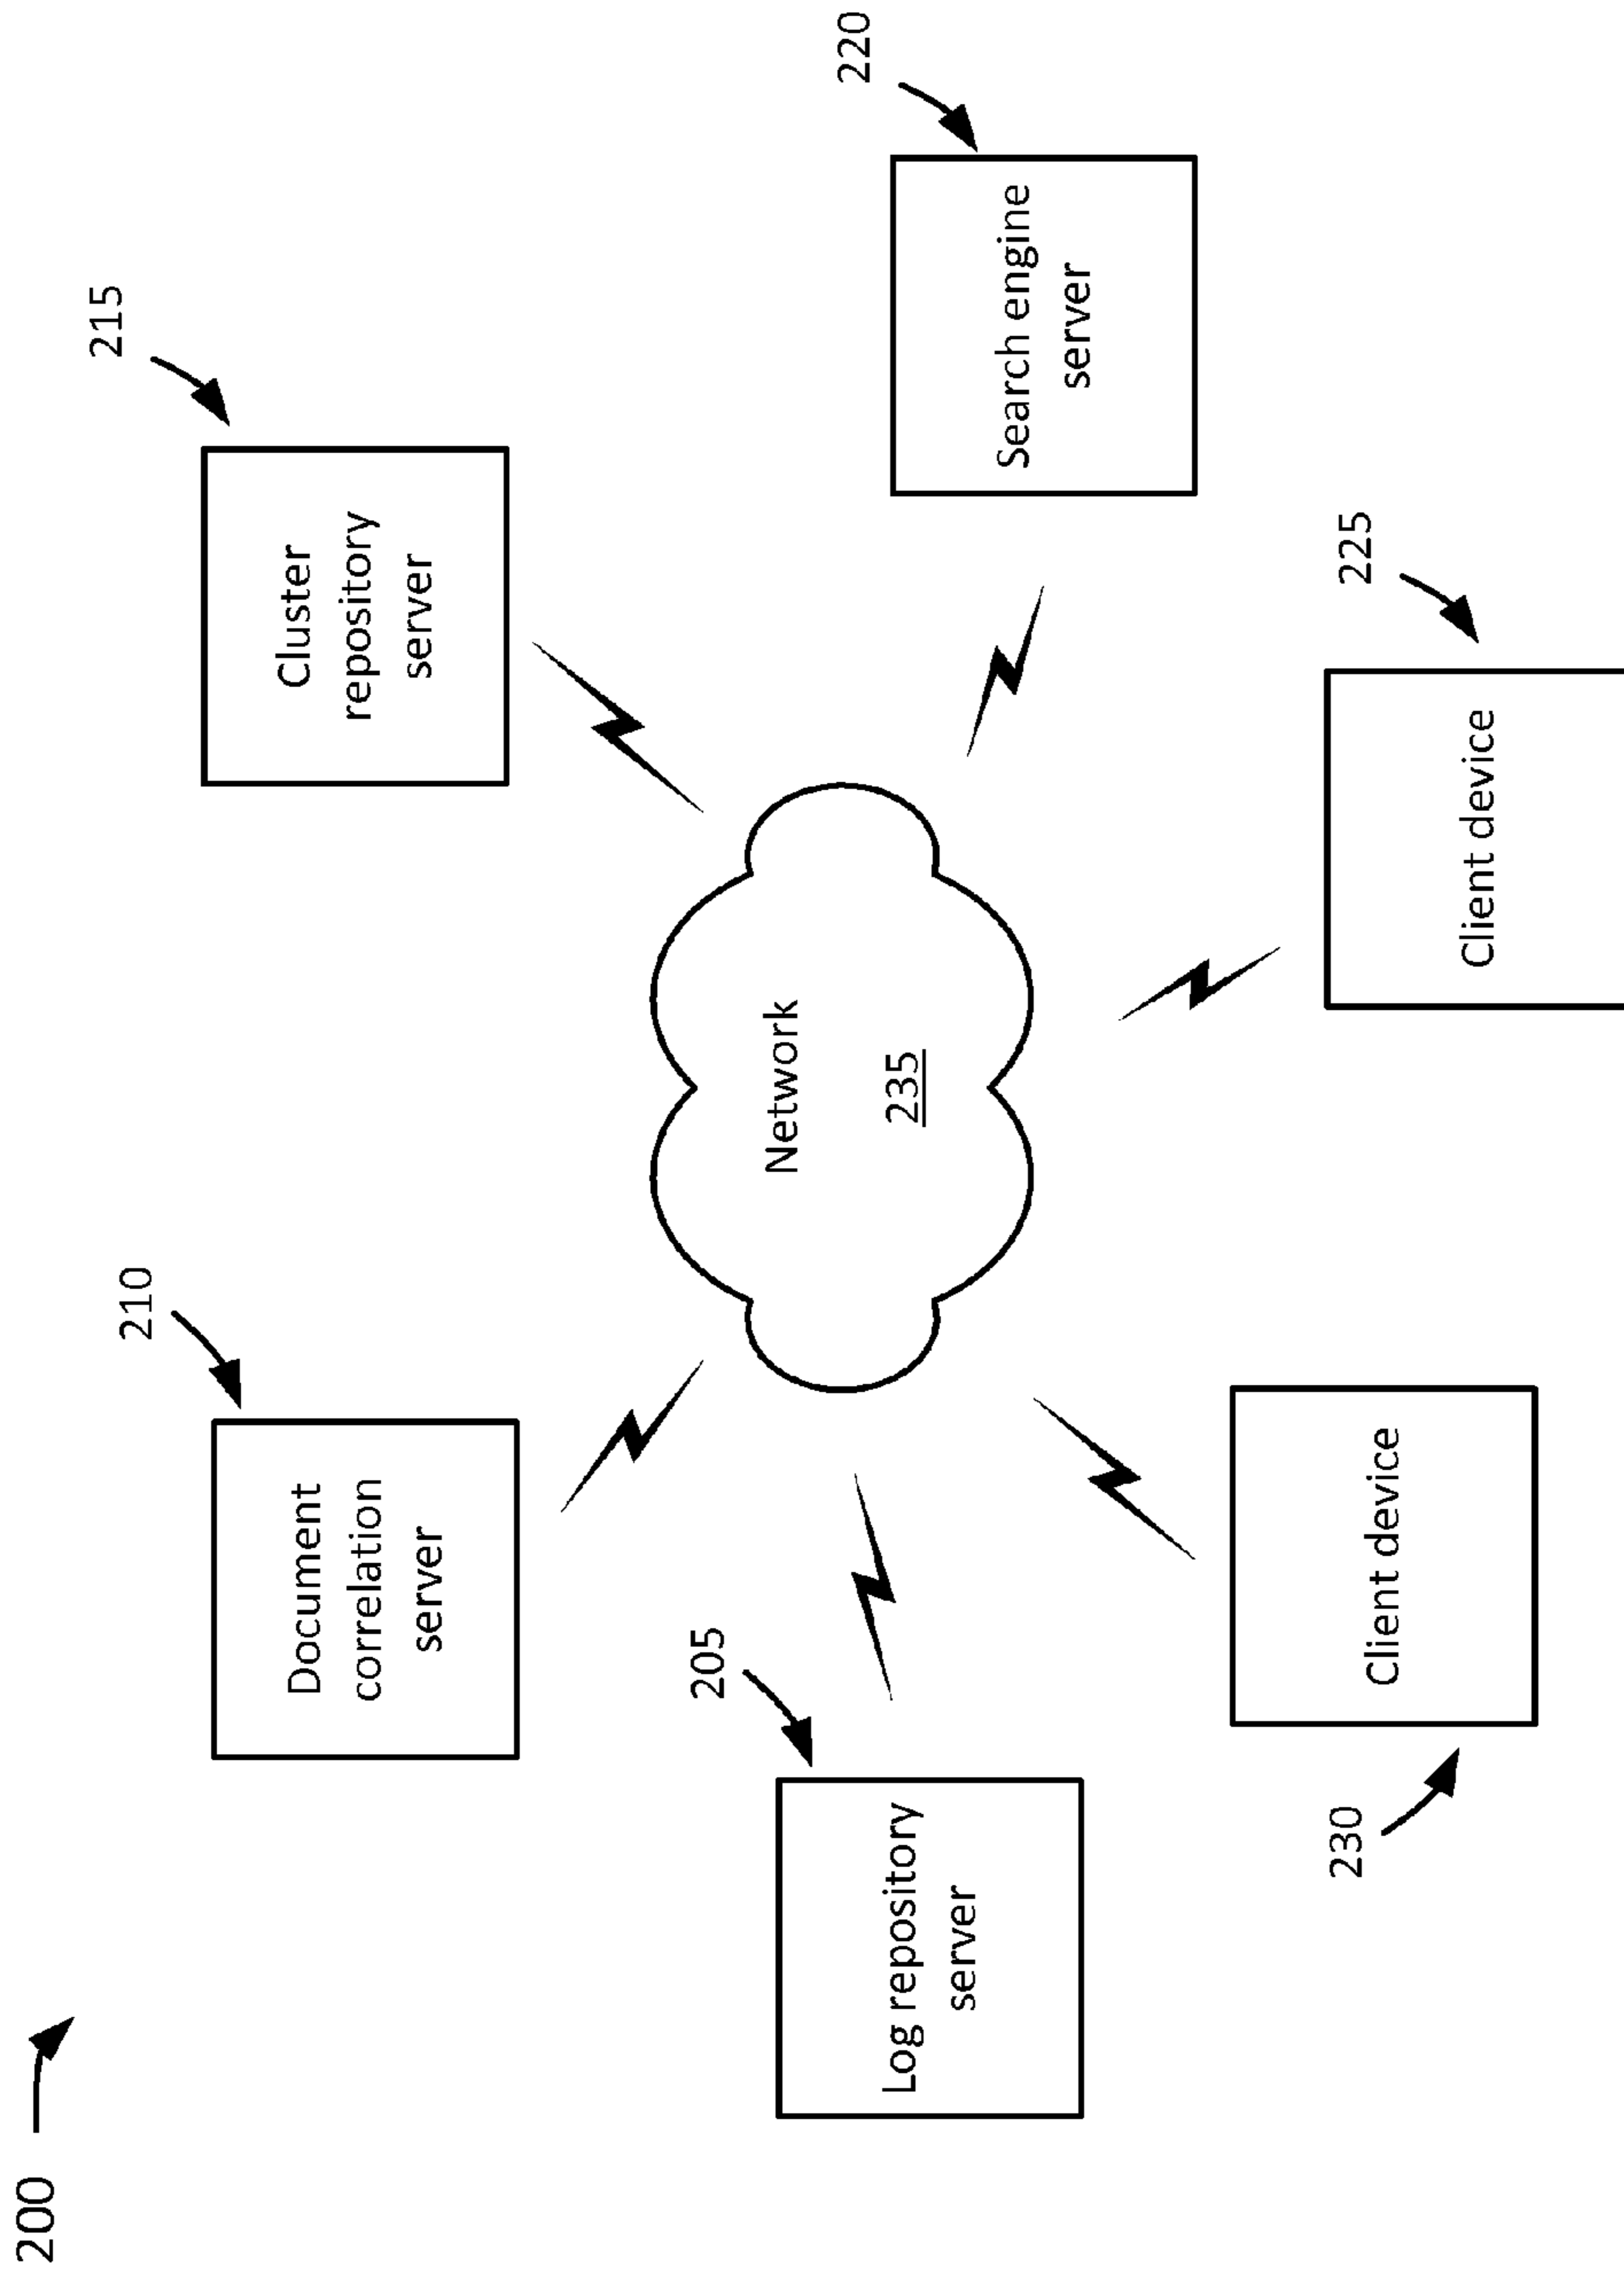 200
210
Document
correlation
server
215
Cluster
repository
server
205
Log repository
server
Network
235
220
Search engine
server
230
Client device
225
Client device